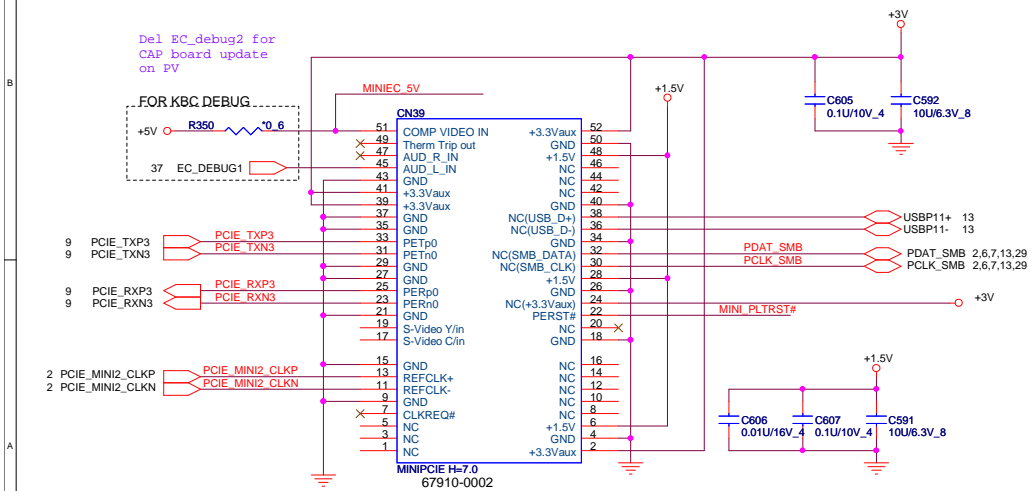 +3V
Del EC_debug2 for
CAP board update
on PV
B
MINIEC_5V
+1.5V
FOR KBC DEBUG
C605
0.1U/10V_4
C592
10U/6.3V_8
CN39
+5V R350 *0_6
51 COMP VIDEO IN +3.3Vaux 52
49 Therm Trip out GND 50
47 AUD_R_IN +1.5V 48
37 EC_DEBUG1 45 AUD_L_IN NC 46
43 GND NC 44
41 +3.3Vaux NC 42
39 +3.3Vaux GND 40
37 GND NC(USB_D+) 38 USBP11+ 13
35 GND NC(USB_D-) 36 USBP11- 13
9 PCIE_TXP3 PCIE_TXP3 33 PETp0 GND 34
9 PCIE_TXN3 PCIE_TXN3 31 PETn0 NC(SMB_DATA) 32 PDAT_SMB PDAT_SMB 2,6,7,13,29
29 GND NC(SMB_CLK) 30 PCLK_SMB PCLK_SMB 2,6,7,13,29
27 GND +1.5V 28
9 PCIE_RXP3 PCIE_RXP3 25 PERp0 GND 26
9 PCIE_RXN3 PCIE_RXN3 23 PERn0 NC(+3.3Vaux) 24 +3V
21 GND PERST# 22 MINI_PLTRST#
19 S-Video Y/in NC 20
17 S-Video C/in GND 18
15 GND NC 16
2 PCIE_MINI2_CLKP PCIE_MINI2_CLKP 13 REFCLK+ NC 14
2 PCIE_MINI2_CLKN PCIE_MINI2_CLKN 11 REFCLK- NC 12
9 GND NC 10
7 CLKREQ# NC 8
5 NC +1.5V 6
3 NC GND 4
1 NC +3.3Vaux 2
+1.5V
C606
0.01U/16V_4
C607
0.1U/10V_4
C591
10U/6.3V_8
A
MINIPCIE H=7.0
67910-0002